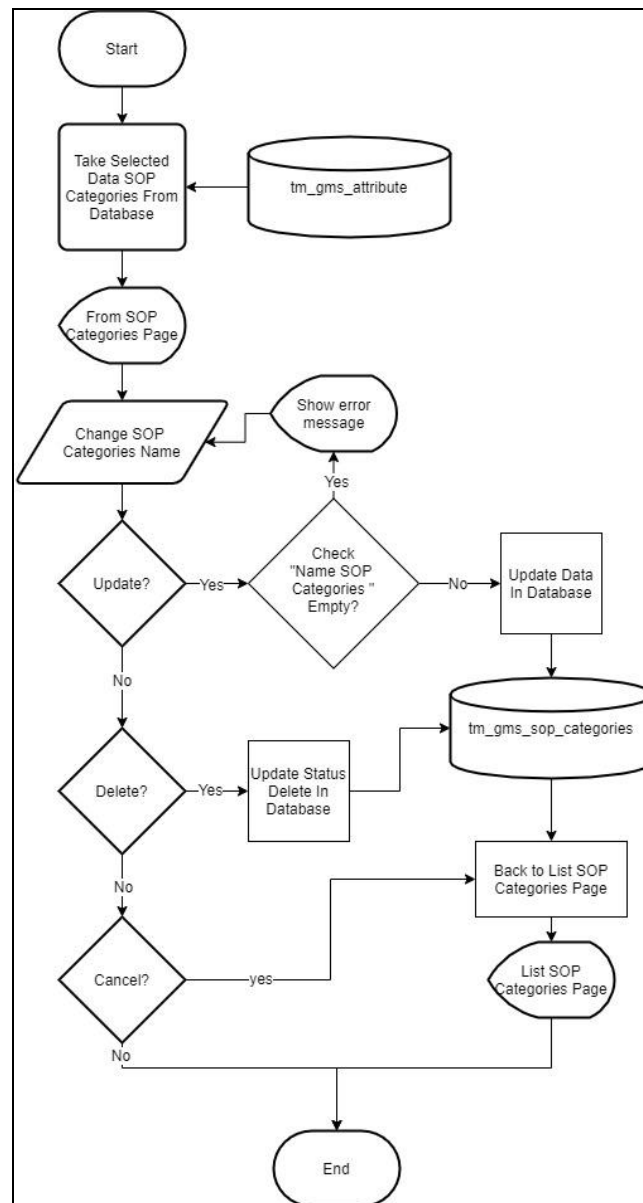 Start
Take Selected
Data SOP
Categories From
Database
tm_gms_attribute
From SOP
Categories Page
Show error
message
Change SOP
Categories Name
Yes
Check
"Name SOP
Categories "
Empty?
Update?
Yes
No
Update Data
In Database
No
tm_gms_sop_categories
Update Status
Delete In
Database
Delete?
Yes
No
Back to List SOP
Categories Page
Cancel?
yes
List SOP
Categories Page
No
End